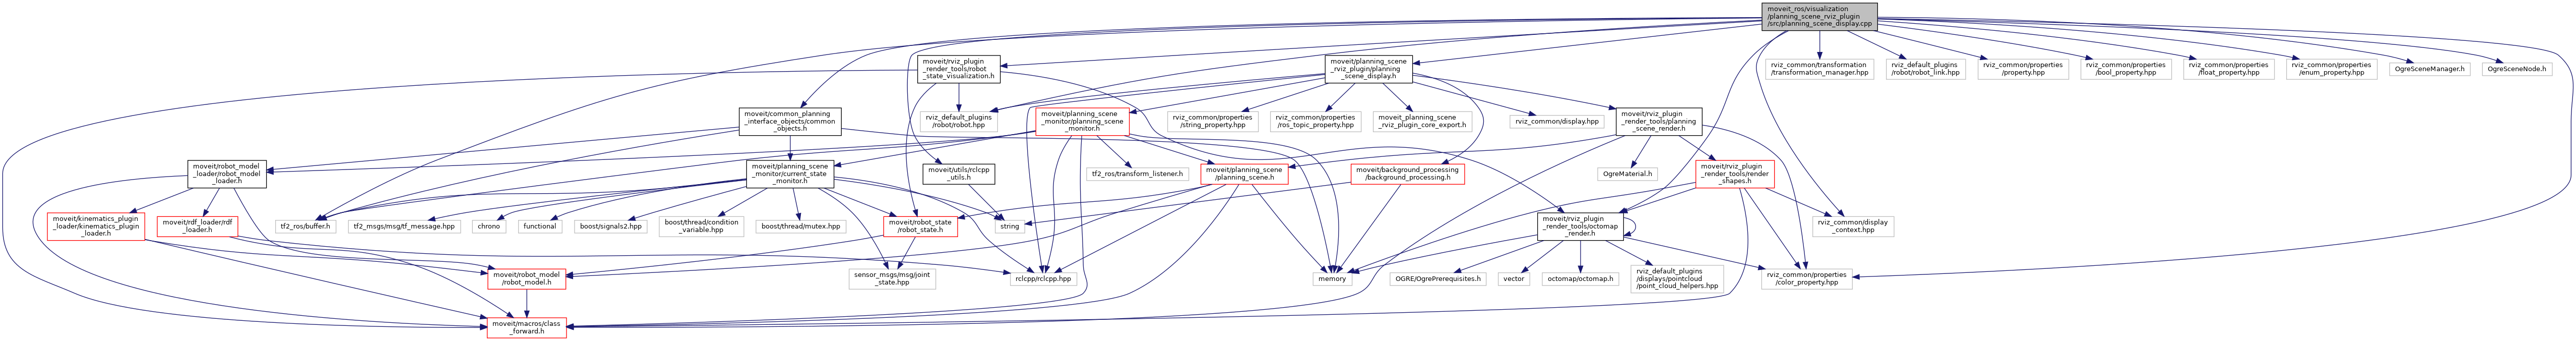 moveit_ros/visualization
/planning_scene_rviz_plugin
/src/planning_scene_display.cpp
moveit/rviz_plugin
_render_tools/robot
_state_visualization.h
moveit/planning_scene
_rviz_plugin/planning
_scene_display.h
rviz_common/transformation
/transformation_manager.hpp
rviz_default_plugins
/robot/robot_link.hpp
rviz_common/properties
/property.hpp
rviz_common/properties
/bool_property.hpp
rviz_common/properties
/float_property.hpp
rviz_common/properties
/enum_property.hpp
OgreSceneManager.h
OgreSceneNode.h
moveit/common_planning
_interface_objects/common
_objects.h
rviz_default_plugins
/robot/robot.hpp
moveit/planning_scene
_monitor/planning_scene
_monitor.h
rviz_common/properties
/string_property.hpp
rviz_common/properties
/ros_topic_property.hpp
moveit_planning_scene
_rviz_plugin_core_export.h
rviz_common/display.hpp
moveit/rviz_plugin
_render_tools/planning
_scene_render.h
moveit/robot_model
_loader/robot_model
_loader.h
moveit/planning_scene
_monitor/current_state
_monitor.h
moveit/utils/rclcpp
_utils.h
tf2_ros/transform_listener.h
moveit/planning_scene
/planning_scene.h
moveit/background_processing
/background_processing.h
OgreMaterial.h
moveit/rviz_plugin
_render_tools/render
_shapes.h
moveit/kinematics_plugin
_loader/kinematics_plugin
_loader.h
moveit/rdf_loader/rdf
_loader.h
tf2_ros/buffer.h
tf2_msgs/msg/tf_message.hpp
chrono
functional
boost/signals2.hpp
boost/thread/condition
_variable.hpp
boost/thread/mutex.hpp
moveit/robot_state
/robot_state.h
string
moveit/rviz_plugin
_render_tools/octomap
_render.h
rviz_common/display
_context.hpp
moveit/robot_model
/robot_model.h
sensor_msgs/msg/joint
_state.hpp
rclcpp/rclcpp.hpp
memory
OGRE/OgrePrerequisites.h
vector
octomap/octomap.h
rviz_default_plugins
/displays/pointcloud
/point_cloud_helpers.hpp
rviz_common/properties
/color_property.hpp
moveit/macros/class
_forward.h